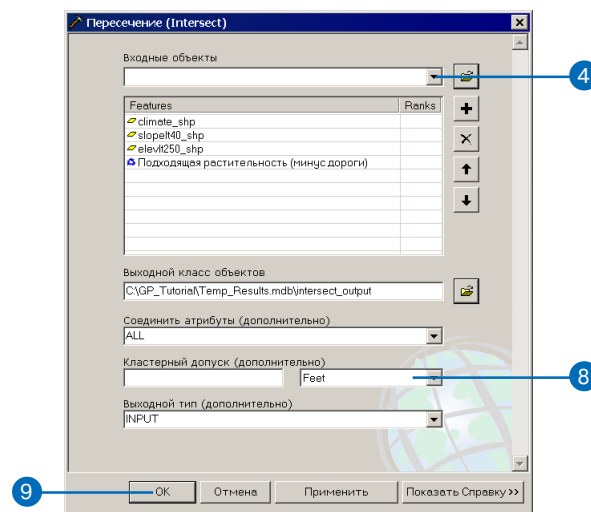 Пересечение (Intersect)
Входные объекты
4
Features Ranks
climate_shp
slopelt40_shp
elevlt250_shp
Подходящая растительность (минус дороги)
Выходной класс объектов
C:\GP_Tutorial\Temp_Results.mdb\intersect_output
Соединить атрибуты (дополнительно)
ALL
Кластерный допуск (дополнительно)
Feet
8
Выходной тип (дополнительно)
INPUT
9
OK Отмена Применить Показать Справку >>